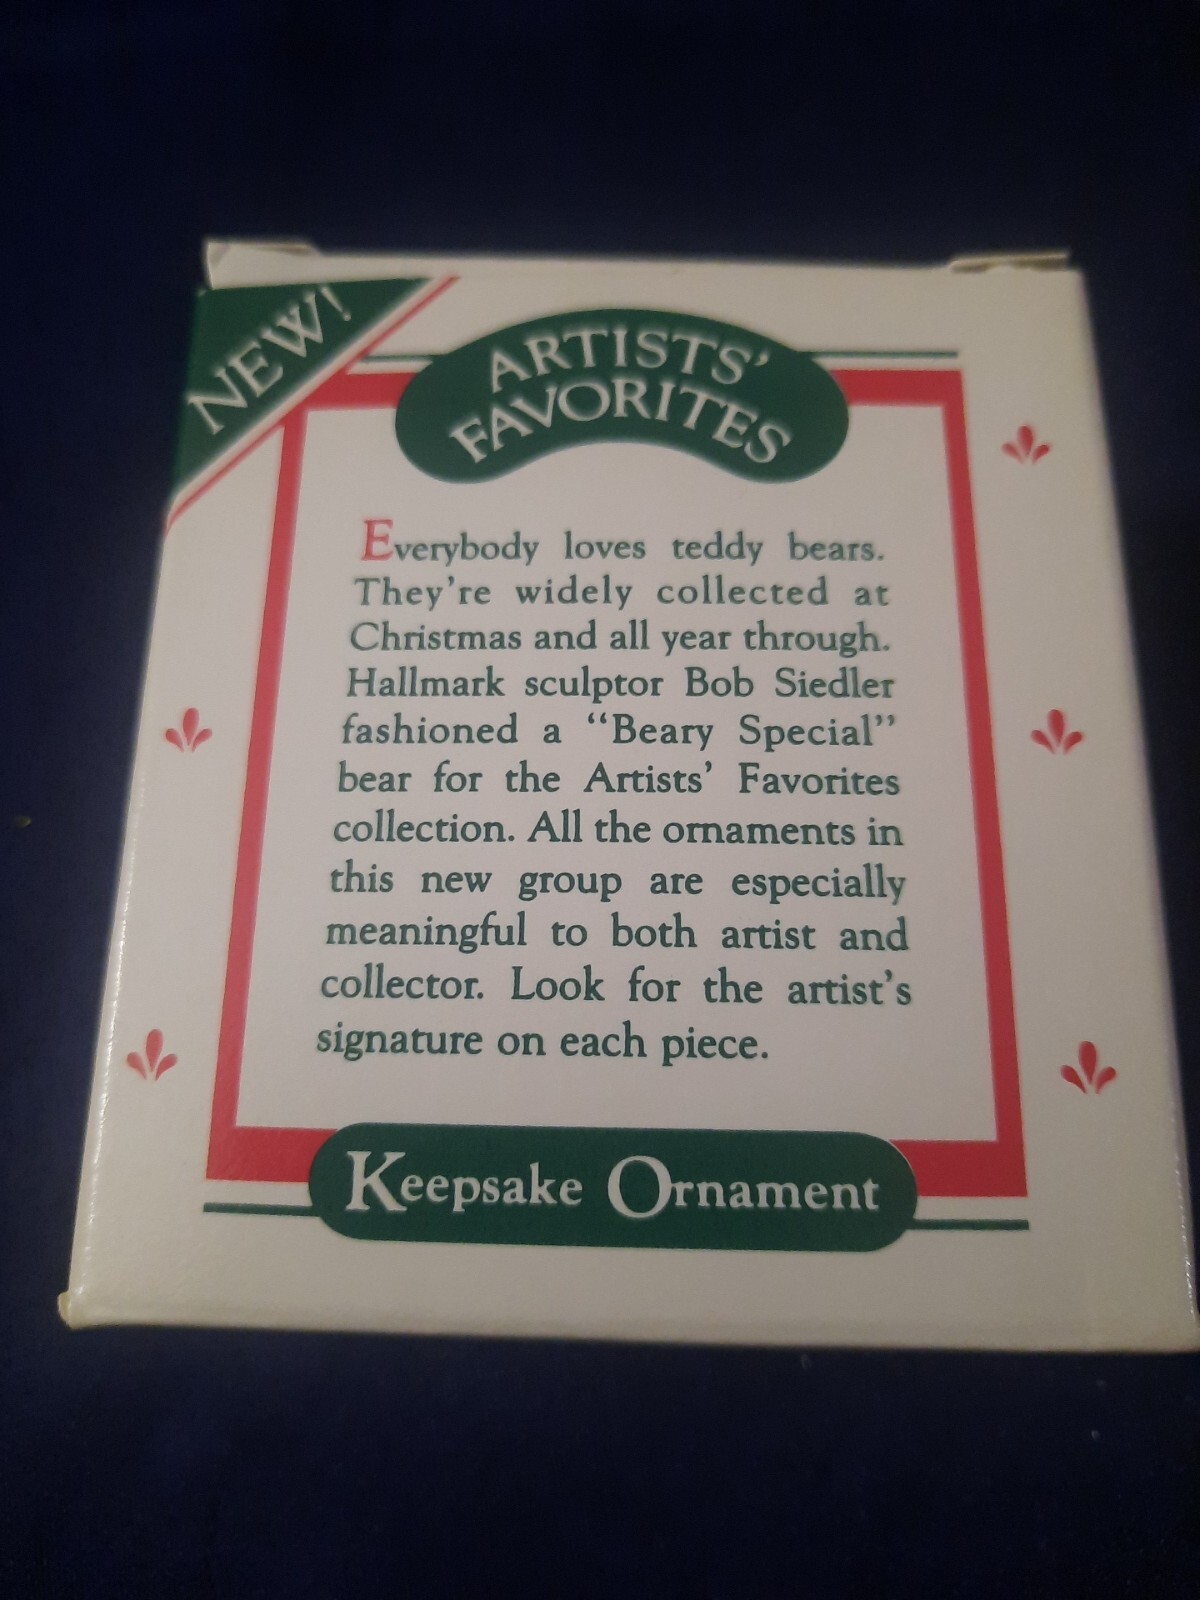 NEW!
ARTISTS'
FAVORITES
Everybody loves teddy bears.
They're widely collected at
Christmas and all year through.
Hallmark sculptor Bob Siedler
fashioned a “Beary Special”
bear for the Artists' Favorites
collection. All the ornaments in
this new group are especially
meaningful to both artist and
collector. Look for the artist's
signature on each piece.
Keepsake Ornament